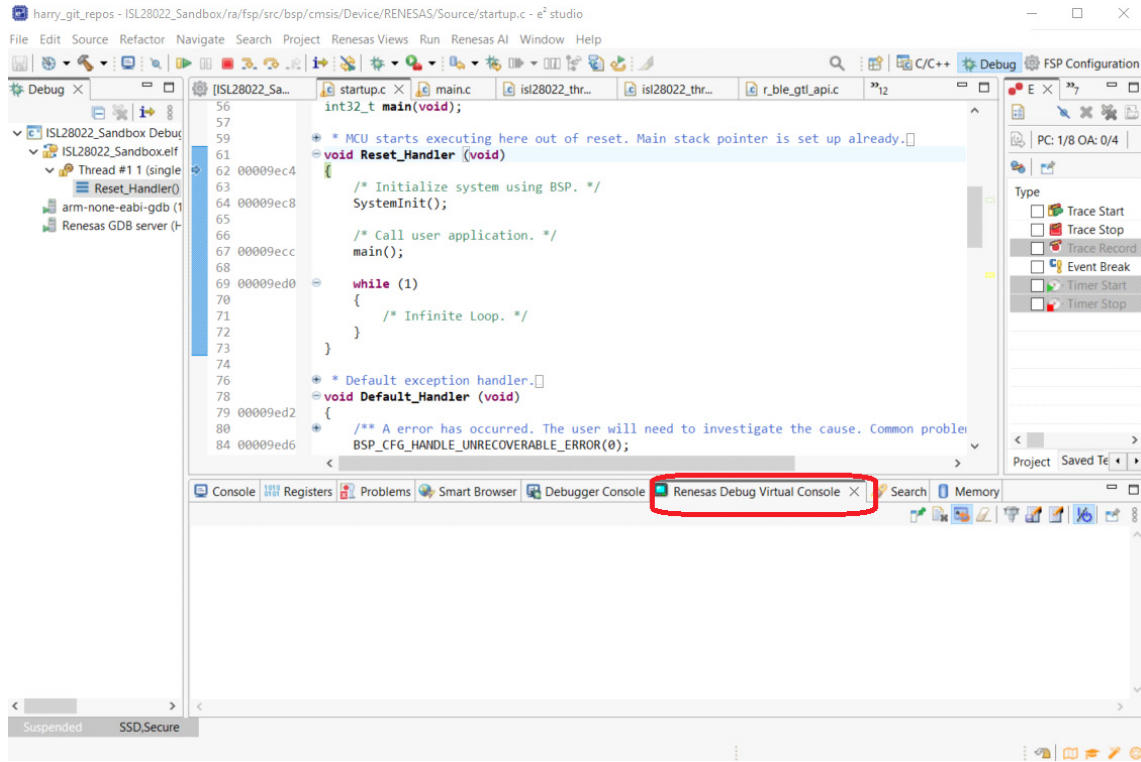 harry_git_repos - ISL28022_Sandbox/ra/fsp/src/bsp/cmsis/Device/RENESAS/Source/startup.c - e² studio
File Edit Source Refactor Navigate Search Project Renesas Views Run Renesas AI Window Help
C/C++ Debug FSP Configuration
Debug
ISL28022_Sandbox Debug
ISL28022_Sandbox.elf
Thread #1 1 (single
Reset_Handler()
arm-none-eabi-gdb (1
Renesas GDB server (H
[ISL28022_Sa... startup.c main.c isl28022_thr... isl28022_thr... r_ble_gtl_api.c »12
56 int32_t main(void);
57
59 * MCU starts executing here out of reset. Main stack pointer is set up already.
61 void Reset_Handler (void)
62 00009ec4 {
63 /* Initialize system using BSP. */
64 00009ec8 SystemInit();
65
66 /* Call user application. */
67 00009ecc main();
68
69 00009ed0 while (1)
70 {
71 /* Infinite Loop. */
72 }
73 }
74
76 * Default exception handler.
78 void Default_Handler (void)
79 00009ed2 {
80 /** A error has occurred. The user will need to investigate the cause. Common proble
84 00009ed6 BSP_CFG_HANDLE_UNRECOVERABLE_ERROR(0);
E »7
PC: 1/8 OA: 0/4
Type
Trace Start
Trace Stop
Trace Record
Event Break
Timer Start
Timer Stop
Project Saved Te
Console Registers Problems Smart Browser Debugger Console Renesas Debug Virtual Console Search Memory
Suspended SSD,Secure